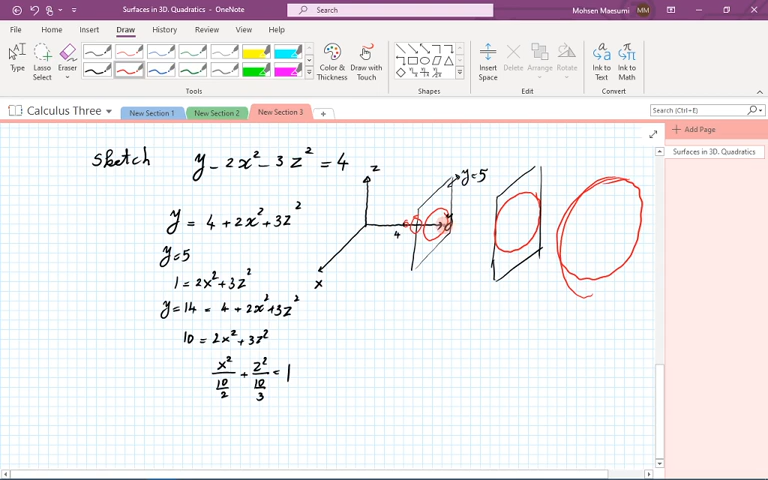 Surfaces in 3D. Quadratics - OneNote
Search
Mohsen Maesumi
MM
File Home Insert Draw History Review View Help
Type
Lasso Select
Eraser
Color & Thickness
Draw with Touch
Insert Space
Delete
Arrange
Rotate
Ink to Text
Ink to Math
Tools
Shapes
Edit
Convert
Calculus Three
New Section 1
New Section 2
New Section 3
Search (Ctrl+E)
Add Page
Surfaces in 3D. Quadratics
Sketch y - 2x² - 3z² = 4
z
y=5
y = 4 + 2x² + 3z²
y
4
y=5
1 = 2x² + 3z²
x
y=14 = 4 + 2x² + 3z²
10 = 2x² + 3z²
x²/(10/2) + z²/(10/3) = 1